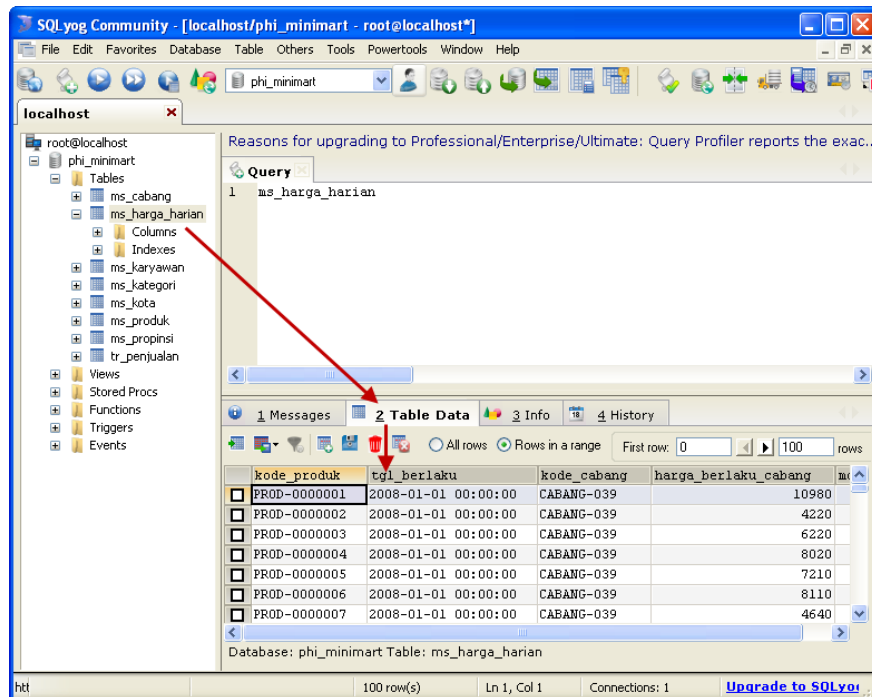 SQLyog Community - [localhost/phi_minimart - root@localhost*]
File Edit Favorites Database Table Others Tools Powertools Window Help
phi_minimart
localhost
root@localhost
phi_minimart
Tables
ms_cabang
ms_harga_harian
Columns
Indexes
ms_karyawan
ms_kategori
ms_kota
ms_produk
ms_propinsi
tr_penjualan
Views
Stored Procs
Functions
Triggers
Events
Reasons for upgrading to Professional/Enterprise/Ultimate: Query Profiler reports the exac..
Query
1 ms_harga_harian
1 Messages 2 Table Data 3 Info 4 History
All rows Rows in a range First row: 0 100 rows
kode_produk tgl_berlaku kode_cabang harga_berlaku_cabang
PROD-0000001 2008-01-01 00:00:00 CABANG-039 10980
PROD-0000002 2008-01-01 00:00:00 CABANG-039 4220
PROD-0000003 2008-01-01 00:00:00 CABANG-039 6220
PROD-0000004 2008-01-01 00:00:00 CABANG-039 8020
PROD-0000005 2008-01-01 00:00:00 CABANG-039 7210
PROD-0000006 2008-01-01 00:00:00 CABANG-039 8110
PROD-0000007 2008-01-01 00:00:00 CABANG-039 4640
Database: phi_minimart Table: ms_harga_harian
htt 100 row(s) Ln 1, Col 1 Connections: 1 Upgrade to SQLyo